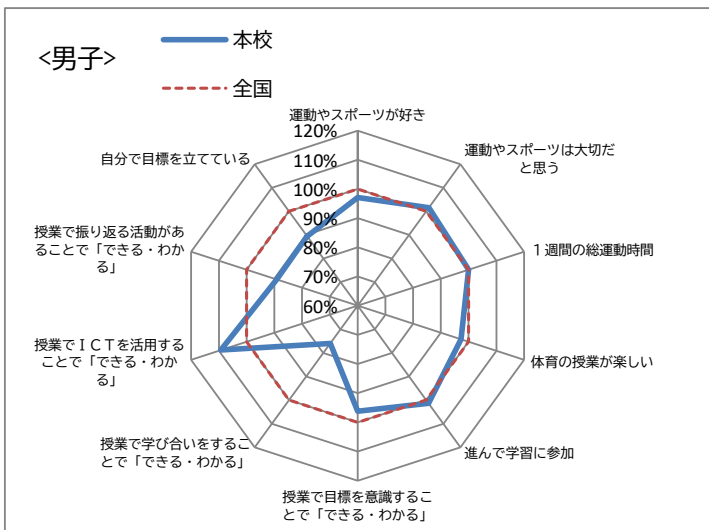 <男子>
本校
全国
運動やスポーツが好き
120%
110%
100%
90%
80%
70%
60%
運動やスポーツは大切だ
と思う
１週間の総運動時間
体育の授業が楽しい
進んで学習に参加
授業で目標を意識するこ
とで「できる・わかる」
授業で学び合いをするこ
とで「できる・わかる」
授業でＩＣＴを活用する
ことで「できる・わか
る」
授業で振り返る活動があ
ることで「できる・わか
る」
自分で目標を立てている